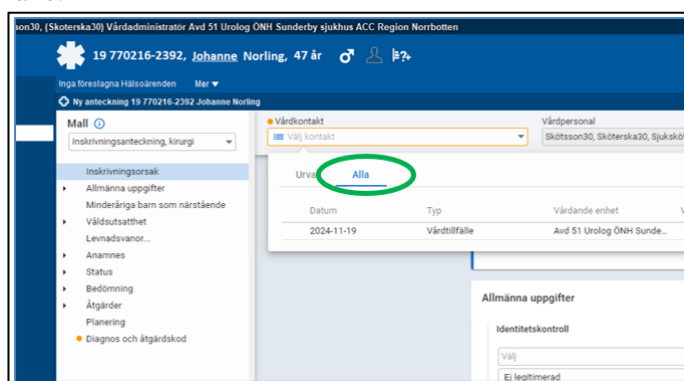 son30, (Skoterska30) Vårdadministratör Avd 51 Urolog ÖNH Sunderby sjukhus ACC Region Norrbotten
19 770216-2392, Johanne Norling, 47 år
Inga föreslagna Hälsoärenden Mer
Ny anteckning 19 770216-2392 Johanne Norling
Mall
Inskrivningsanteckning, kirurgi
Inskrivningsorsak
Allmänna uppgifter
Minderåriga barn som närstående
Våldsutsatthet
Levnadsvanor...
Anamnes
Status
Bedömning
Åtgärder
Planering
Diagnos och åtgärdskod
Vårdkontakt
Välj kontakt
Vårdpersonal
Skötsson30, Sköterska30, Sjuksköt
Urva Alla
Datum Typ Vårdande enhet V
2024-11-19 Vårdtillfälle Avd 51 Urolog ÖNH Sunde...
Allmänna uppgifter
Identitetskontroll
Välj
Ej legitimerad